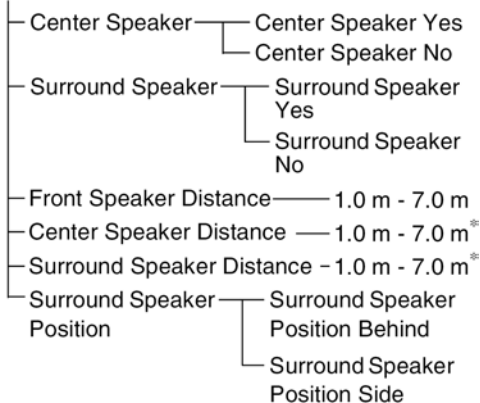 Center Speaker Center Speaker Yes
Center Speaker No
Surround Speaker Surround Speaker
Yes
Surround Speaker
No
Front Speaker Distance 1.0 m - 7.0 m
Center Speaker Distance 1.0 m - 7.0 m*
Surround Speaker Distance 1.0 m - 7.0 m*
Surround Speaker Surround Speaker
Position Position Behind
Surround Speaker
Position Side